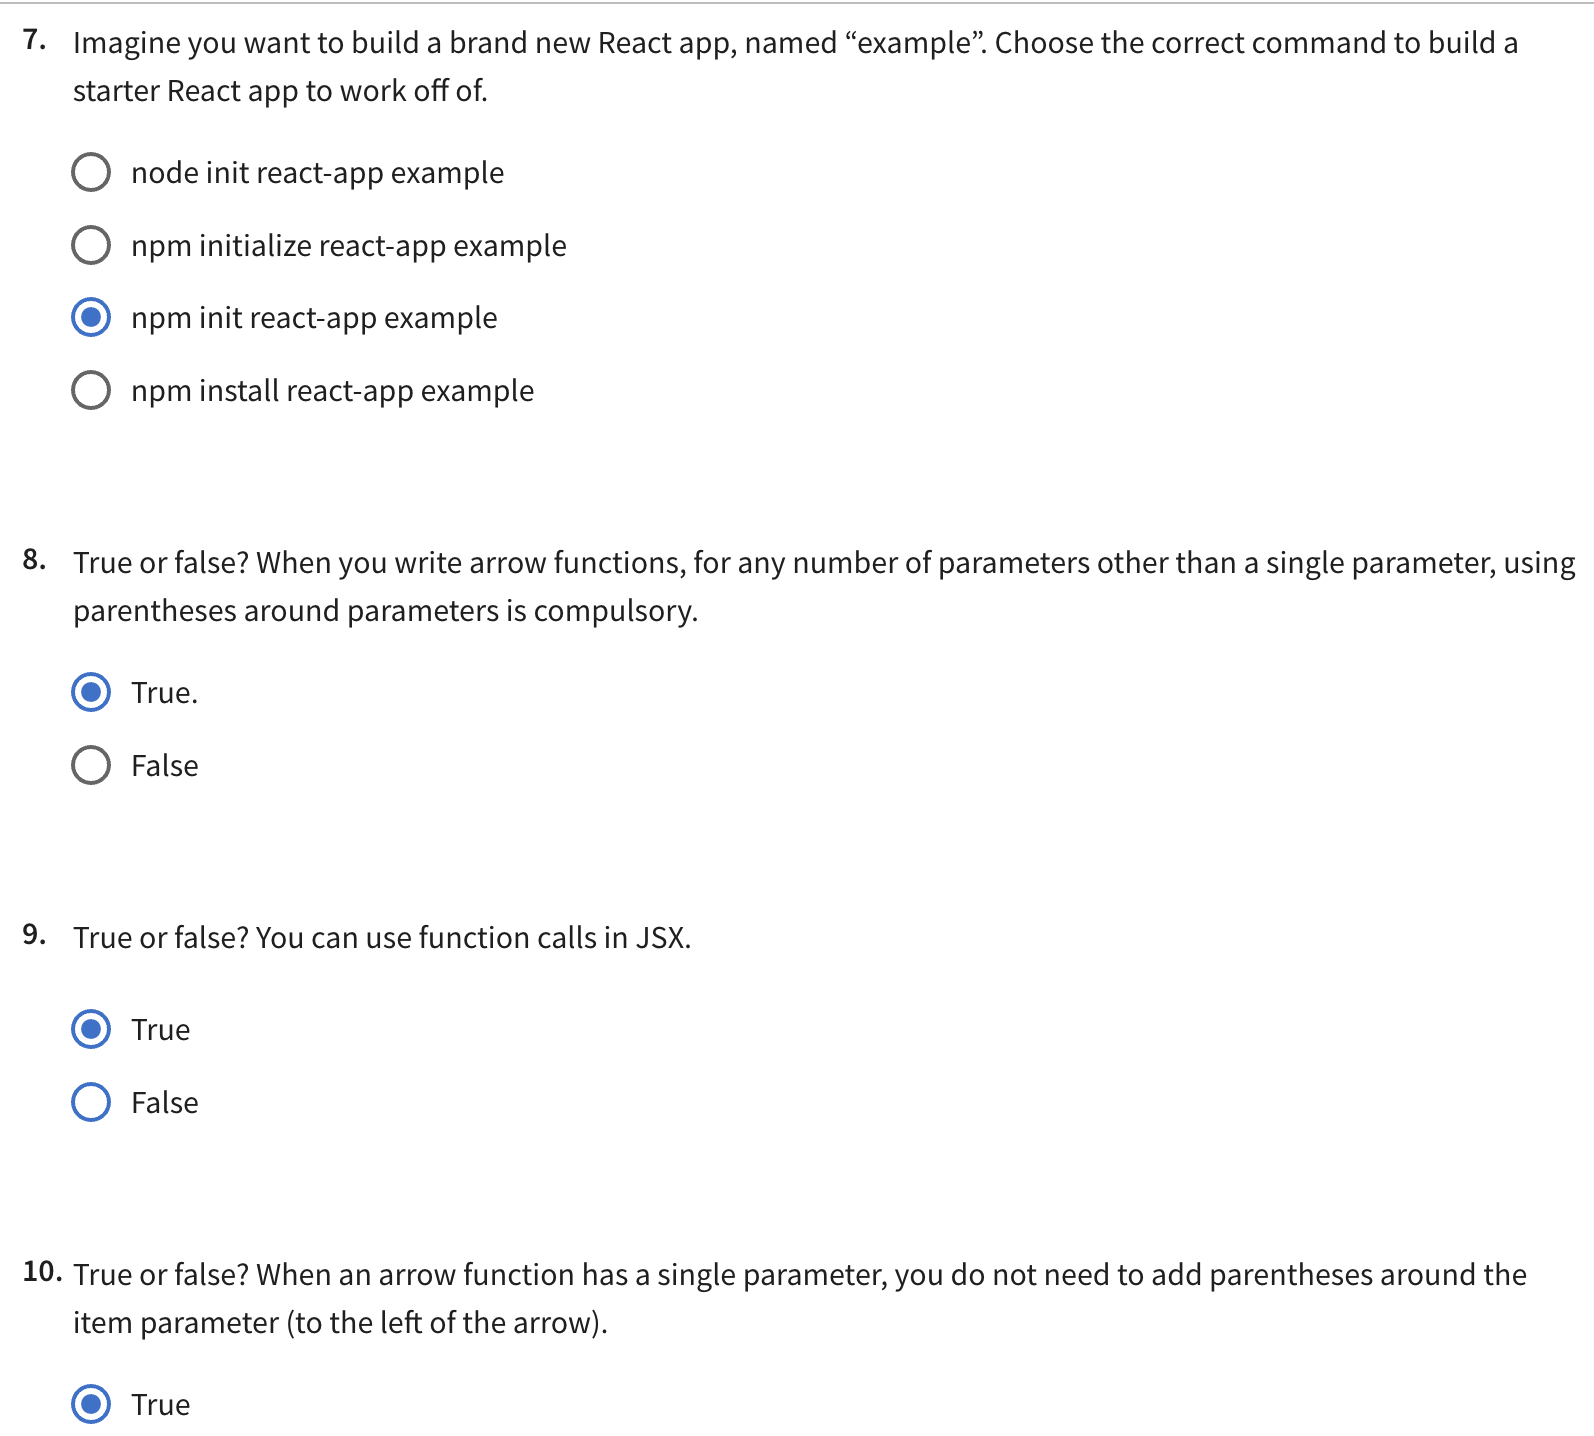 7. Imagine you want to build a brand new React app, named “example”. Choose the correct command to build a
starter React app to work off of.
node init react-app example
npm initialize react-app example
npm init react-app example
npm install react-app example
8. True or false? When you write arrow functions, for any number of parameters other than a single parameter, using
parentheses around parameters is compulsory.
True.
False
9. True or false? You can use function calls in JSX.
True
False
10. True or false? When an arrow function has a single parameter, you do not need to add parentheses around the
item parameter (to the left of the arrow).
True